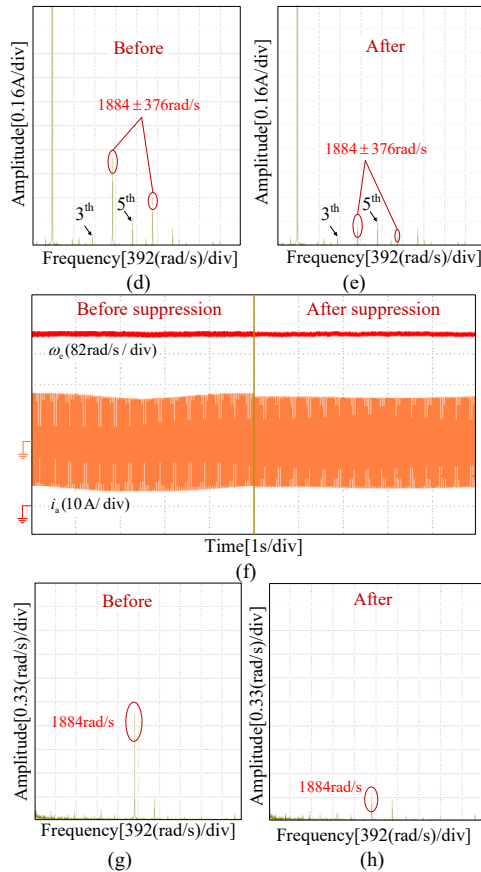 Amplitude[0.16A/div]
Before
1884±376rad/s
3th
5th
Frequency[392(rad/s)/div]
(d)
Amplitude[0.16A/div]
After
1884±376rad/s
3th
5th
Frequency[392(rad/s)/div]
(e)
Before suppression
After suppression
ωe(82rad/s/div)
ia(10A/div)
Time[1s/div]
(f)
Amplitude[0.33(rad/s)/div]
Before
1884rad/s
Frequency[392(rad/s)/div]
(g)
Amplitude[0.33(rad/s)/div]
After
1884rad/s
Frequency[392(rad/s)/div]
(h)